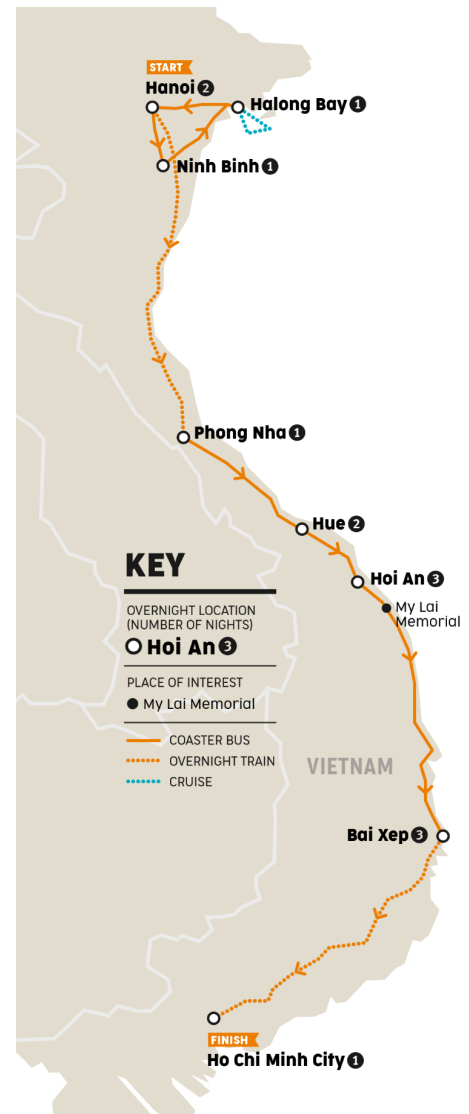 START
Hanoi 2
Halong Bay 1
Ninh Binh 1
Phong Nha 1
Hue 2
KEY
Hoi An 3
My Lai
Memorial
OVERNIGHT LOCATION
(NUMBER OF NIGHTS)
Hoi An 3
PLACE OF INTEREST
My Lai Memorial
COASTER BUS
OVERNIGHT TRAIN
CRUISE
VIETNAM
Bai Xep 3
FINISH
Ho Chi Minh City 1